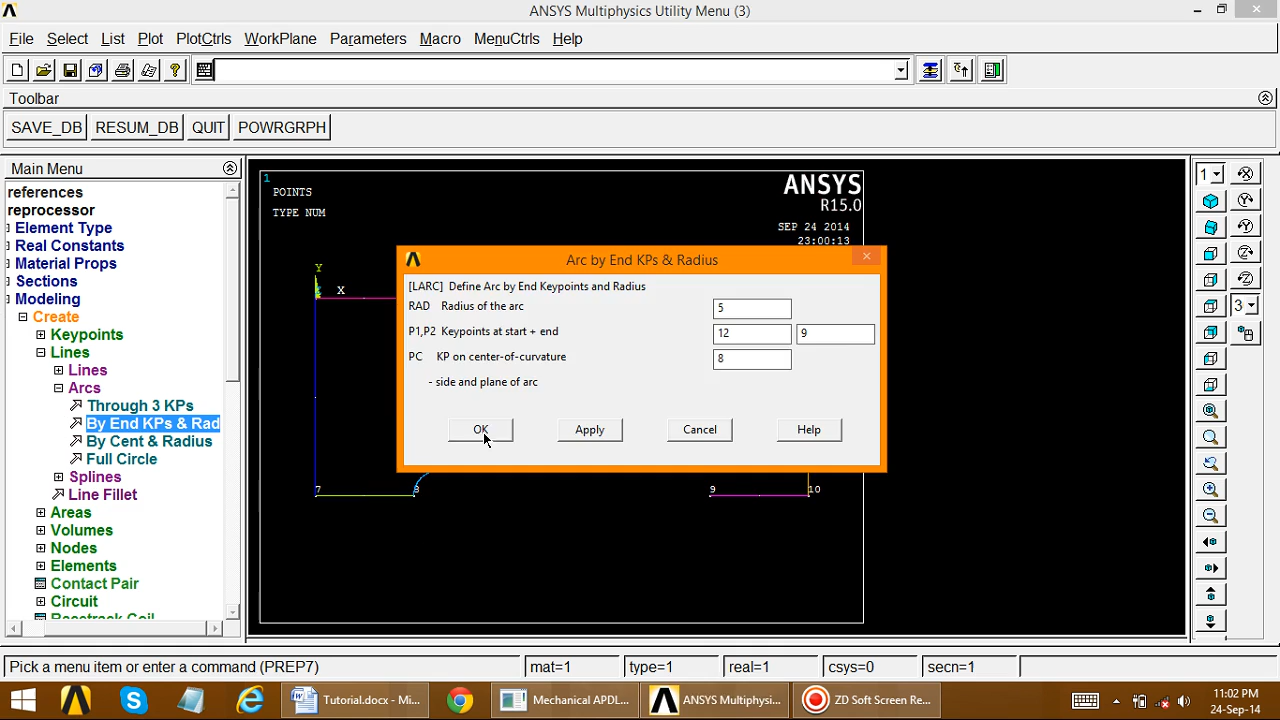 ANSYS Multiphysics Utility Menu (3)
File Select List Plot PlotCtrls WorkPlane Parameters Macro MenuCtrls Help
Toolbar
SAVE_DB RESUM_DB QUIT POWRGRPH
Main Menu
references
reprocessor
Element Type
Real Constants
Material Props
Sections
Modeling
Create
Keypoints
Lines
Lines
Arcs
Through 3 KPs
By End KPs & Rad
By Cent & Radius
Full Circle
Splines
Line Fillet
Areas
Volumes
Nodes
Elements
Contact Pair
Circuit
Racetrack Coil
1
POINTS
TYPE NUM
ANSYS
R15.0
SEP 24 2014
23:00:13
Y
X
7 8 9 10
Arc by End KPs & Radius
[LARC] Define Arc by End Keypoints and Radius
RAD Radius of the arc 5
P1,P2 Keypoints at start + end 12 9
PC KP on center-of-curvature 8
- side and plane of arc
OK Apply Cancel Help
1
3
Pick a menu item or enter a command (PREP7) mat=1 type=1 real=1 csys=0 secn=1
Tutorial.docx - Mi... Mechanical APDL... ANSYS Multiphysi... ZD Soft Screen Re...
11:02 PM
24-Sep-14